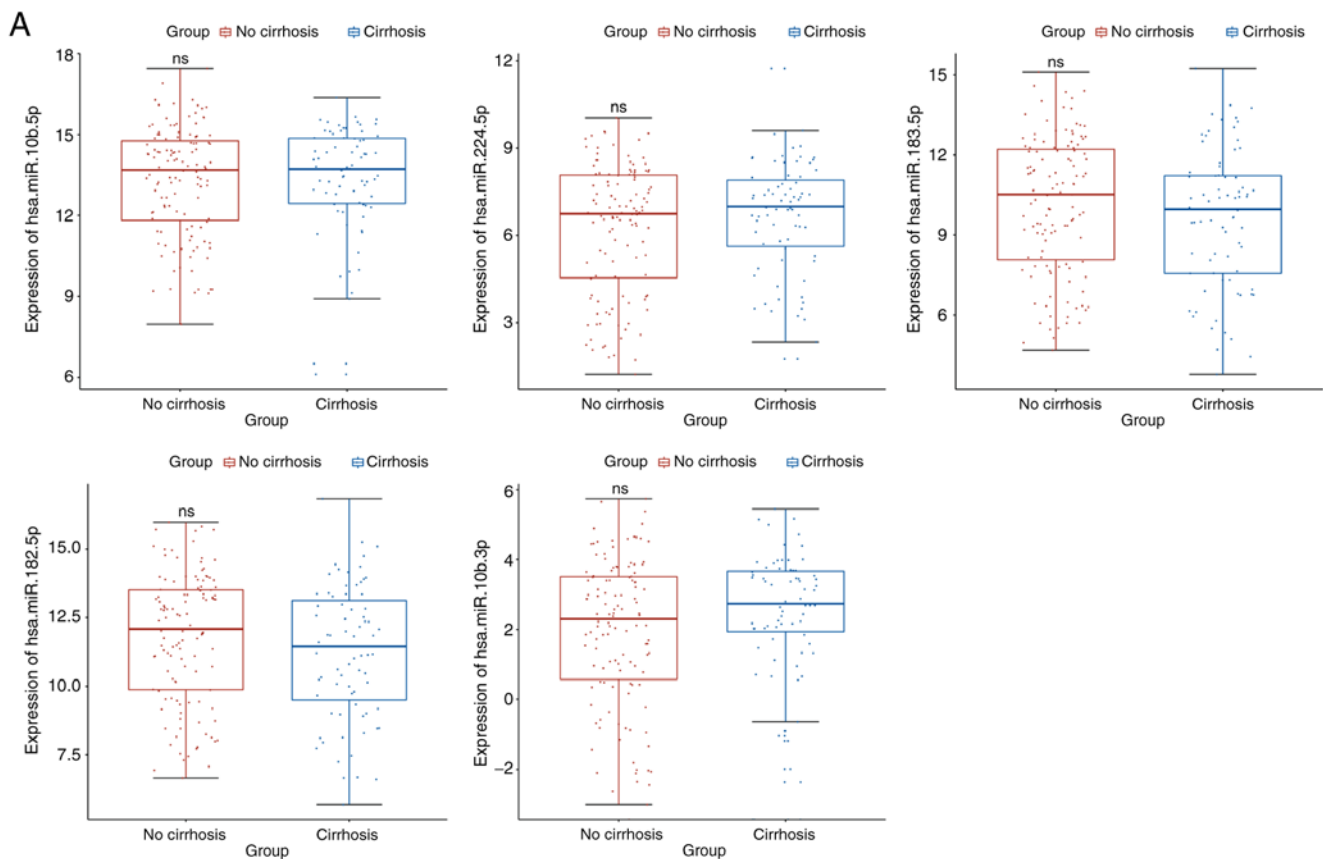 A
Group No cirrhosis Cirrhosis
Expression of hsa.miR.10b.5p
18
15
12
9
6
ns
No cirrhosis Cirrhosis
Group
Group No cirrhosis Cirrhosis
Expression of hsa.miR.224.5p
12
9
6
3
ns
No cirrhosis Cirrhosis
Group
Group No cirrhosis Cirrhosis
Expression of hsa.miR.183.5p
15
12
9
6
ns
No cirrhosis Cirrhosis
Group
Group No cirrhosis Cirrhosis
Expression of hsa.miR.182.5p
15.0
12.5
10.0
7.5
ns
No cirrhosis Cirrhosis
Group
Group No cirrhosis Cirrhosis
Expression of hsa.miR.10b.3p
6
4
2
0
−2
ns
No cirrhosis Cirrhosis
Group